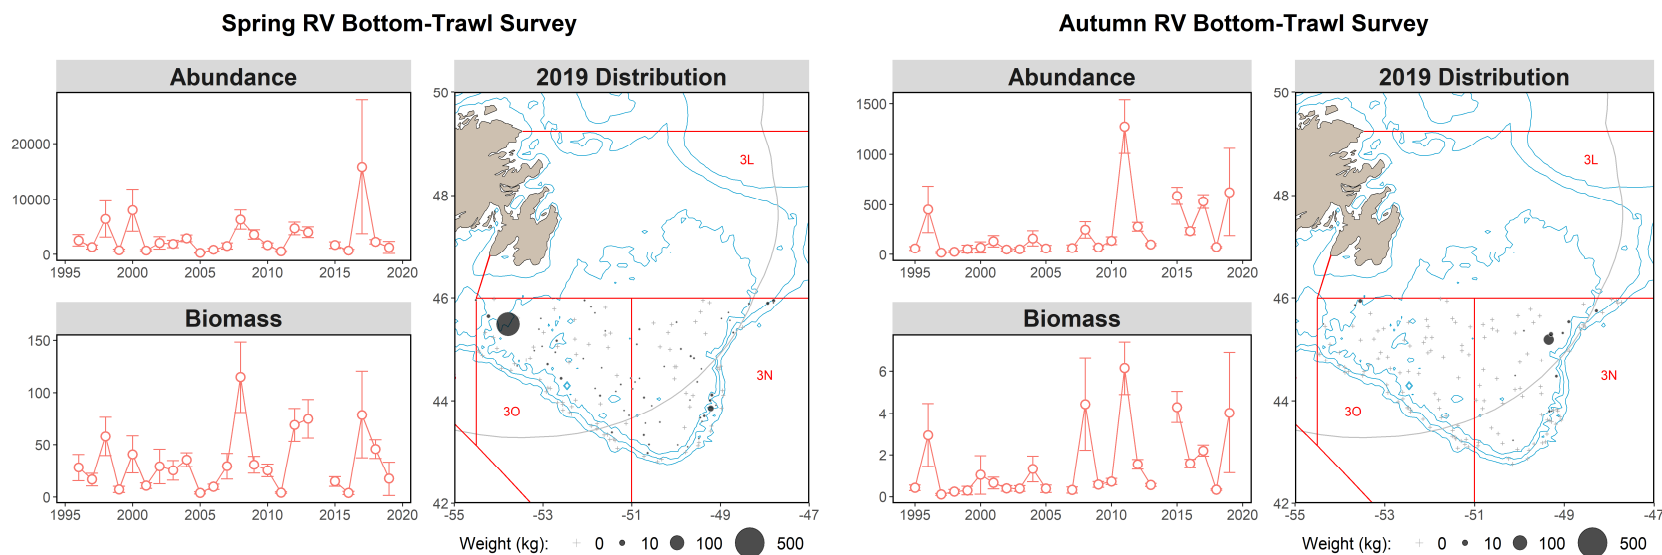 Spring RV Bottom-Trawl Survey
Autumn RV Bottom-Trawl Survey
Abundance
20000
10000
0
1995 2000 2005 2010 2015 2020
Biomass
150
100
50
0
1995 2000 2005 2010 2015 2020
2019 Distribution
50
48
46
44
42
3L
3N
3O
-55 -53 -51 -49 -47
Weight (kg): 0 10 100 500
Abundance
1500
1000
500
0
1995 2000 2005 2010 2015 2020
Biomass
6
4
2
0
1995 2000 2005 2010 2015 2020
2019 Distribution
50
48
46
44
42
3L
3N
3O
-55 -53 -51 -49 -47
Weight (kg): 0 10 100 500